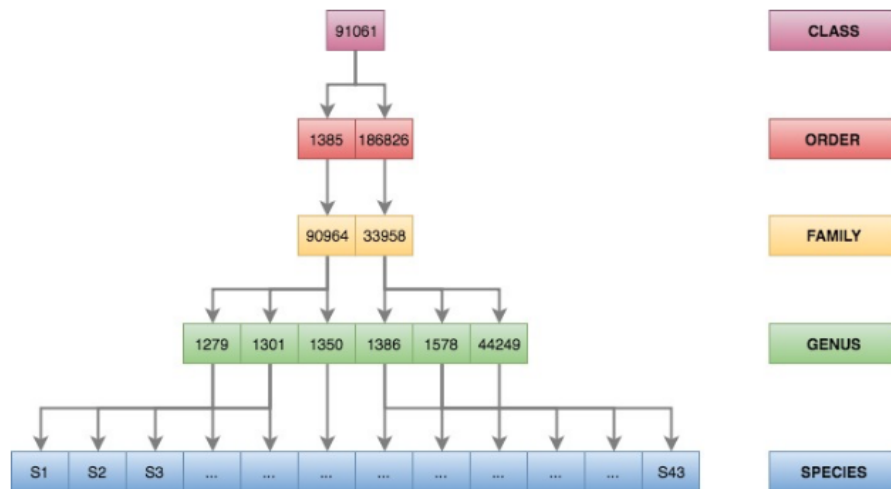 91061 CLASS
1385 186826 ORDER
90964 33958 FAMILY
1279 1301 1350 1386 1578 44249 GENUS
S1 S2 S3 ... ... ... ... ... ... ... ... S43 SPECIES